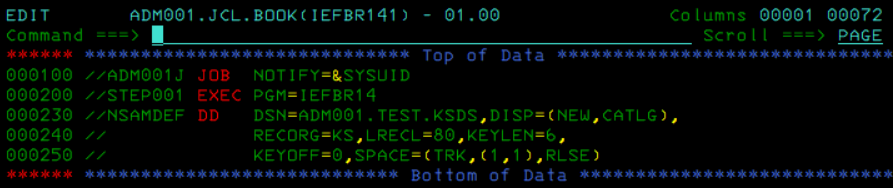 EDIT       ADM001.JCL.BOOK(IEFBR141) - 01.00                 Columns 00001 00072
Command ===>                                                  Scroll ===> PAGE
****** ***************************** Top of Data ******************************
000100 //ADM001J JOB  NOTIFY=&SYSUID
000200 //STEP001 EXEC PGM=IEFBR14
000230 //NSAMDEF DD   DSN=ADM001.TEST.KSDS,DISP=(NEW,CATLG),
000240 //             RECORG=KS,LRECL=80,KEYLEN=6,
000250 //             KEYOFF=0,SPACE=(TRK,(1,1),RLSE)
****** **************************** Bottom of Data ****************************